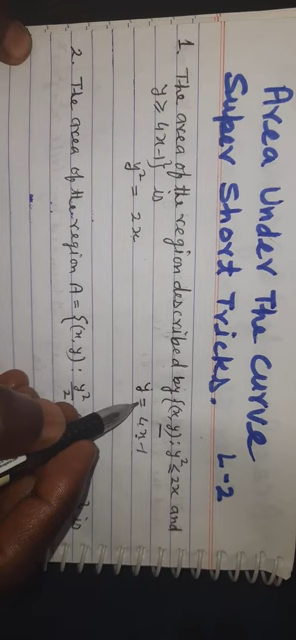 Area Under The Curve
Super Short Tricks. L-2
1. The area of the region described by {(x,y): y² ≤ 2x and
y ≥ 4x-1} is
y² = 2x y = 4x-1
2. The area of the region A = {(x,y): y²/2
is